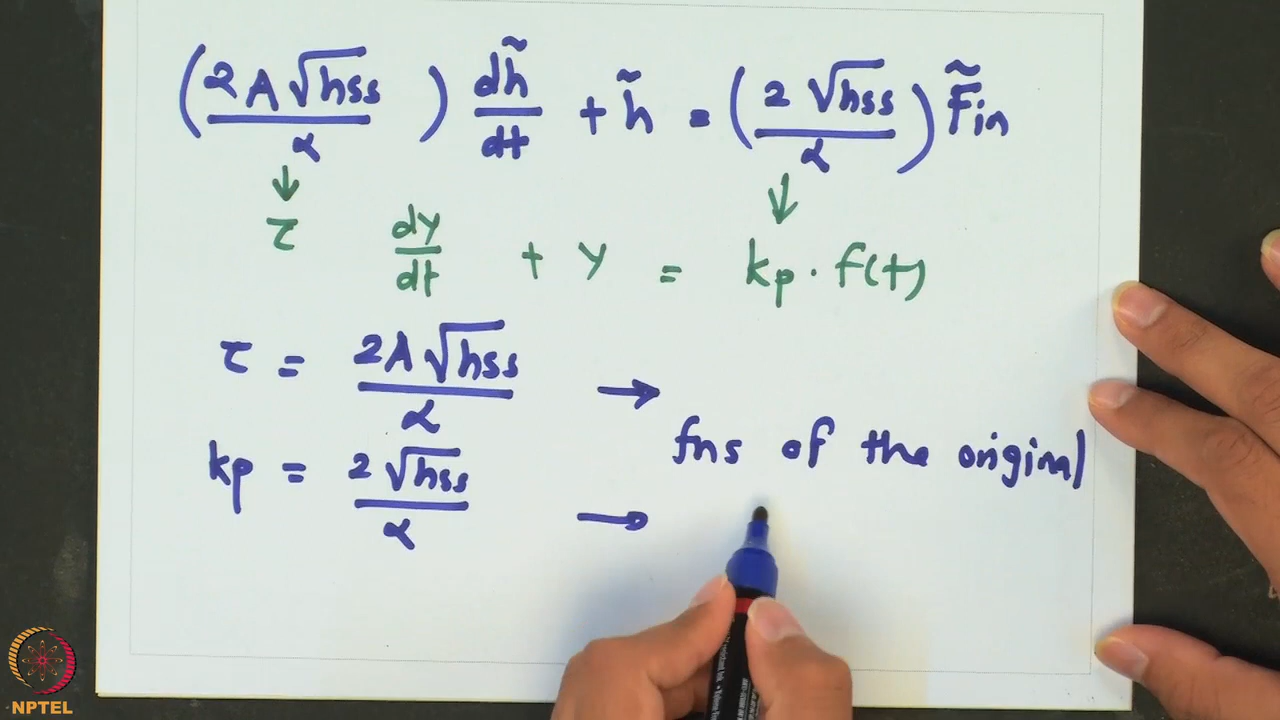 (2A√hss / α) dh̃/dt + h̃ = (2√hss / α) F̃in
↓ ↓
τ dy/dt + y = kp · f(t)
τ = 2A√hss / α →
fns of the original
kp = 2√hss / α →
NPTEL